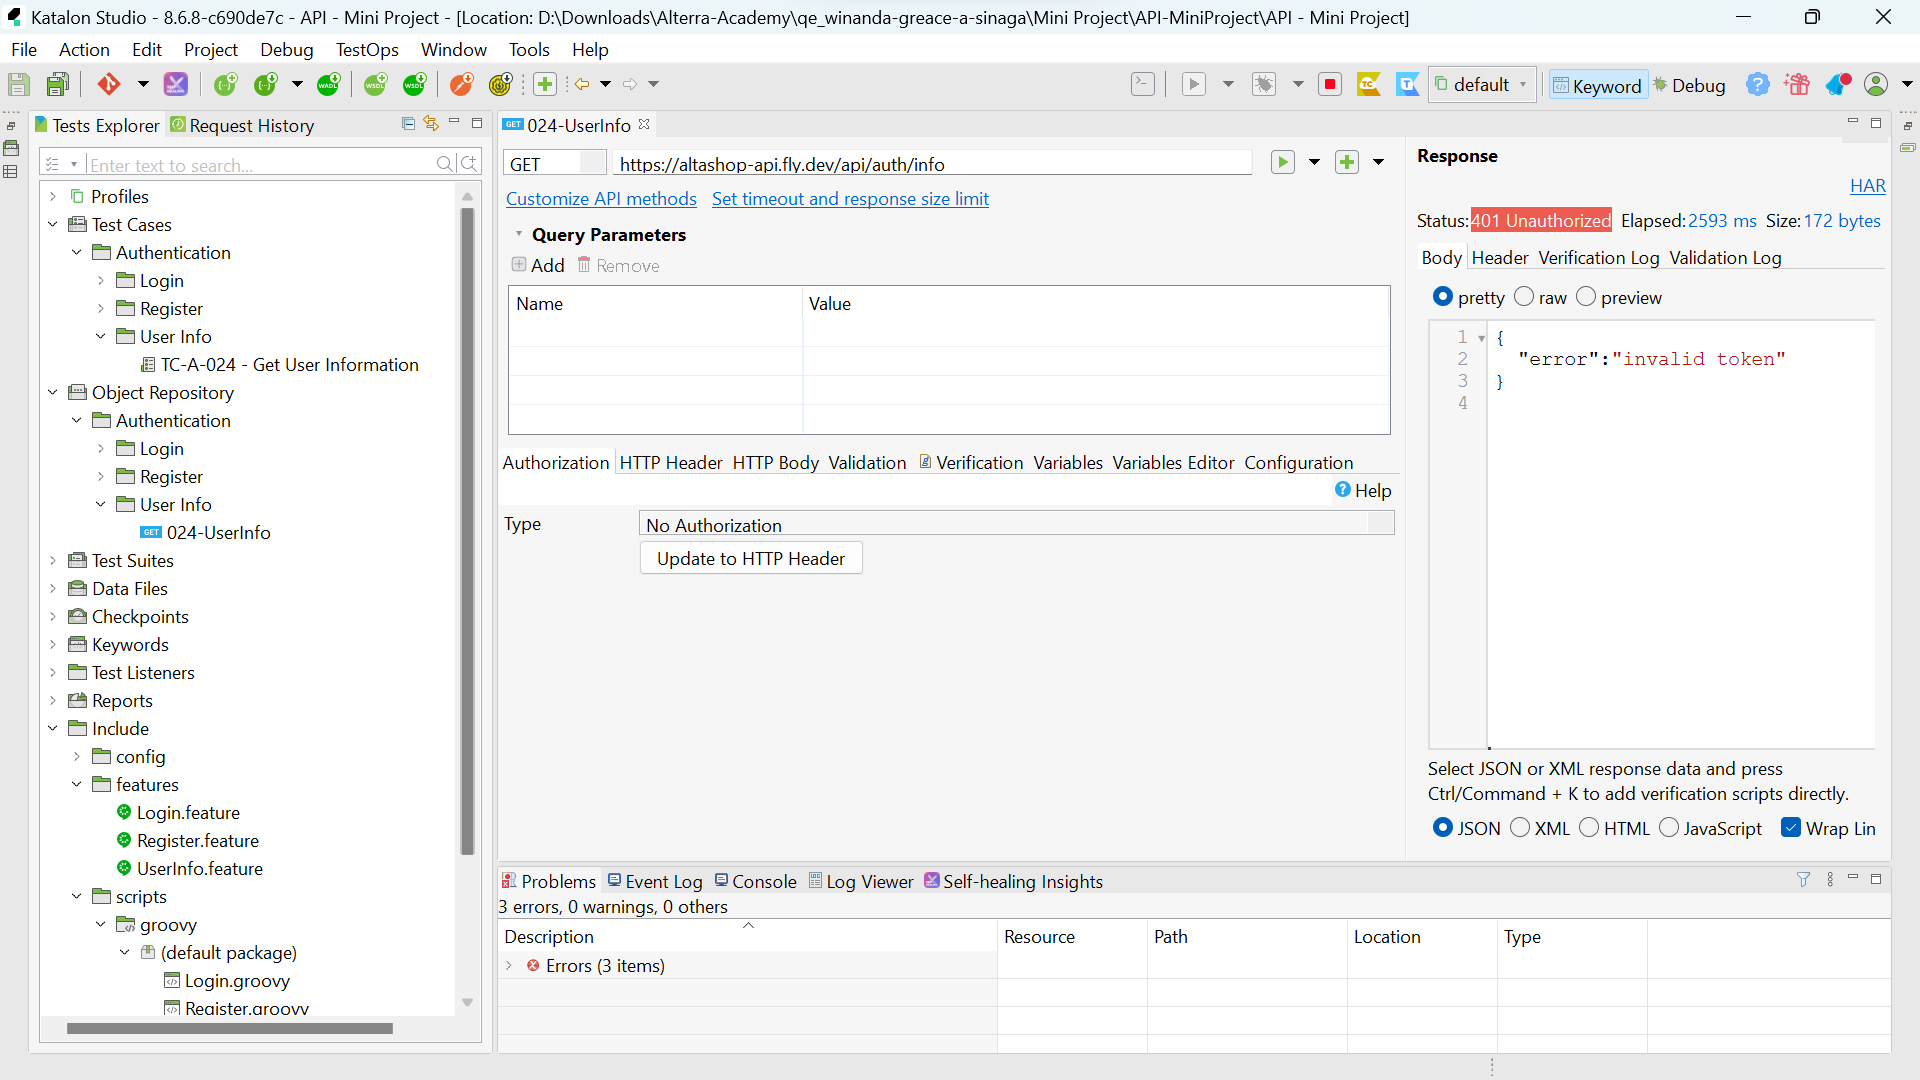 Katalon Studio - 8.6.8-c690de7c - API - Mini Project - [Location: D:\Downloads\Alterra-Academy\qe_winanda-greace-a-sinaga\Mini Project\API-MiniProject\API - Mini Project]
File Action Edit Project Debug TestOps Window Tools Help
default Keyword Debug
Tests Explorer Request History
Enter text to search...
Profiles
Test Cases
Authentication
Login
Register
User Info
TC-A-024 - Get User Information
Object Repository
Authentication
Login
Register
User Info
GET 024-UserInfo
Test Suites
Data Files
Checkpoints
Keywords
Test Listeners
Reports
Include
config
features
Login.feature
Register.feature
UserInfo.feature
scripts
groovy
(default package)
Login.groovy
Register.groovy
GET 024-UserInfo
GET https://altashop-api.fly.dev/api/auth/info
Customize API methods Set timeout and response size limit
Query Parameters
Add Remove
Name Value
Authorization HTTP Header HTTP Body Validation Verification Variables Variables Editor Configuration
Help
Type No Authorization
Update to HTTP Header
Response
HAR
Status: 401 Unauthorized Elapsed: 2593 ms Size: 172 bytes
Body Header Verification Log Validation Log
pretty raw preview
1 {
2 "error":"invalid token"
3 }
4
Select JSON or XML response data and press
Ctrl/Command + K to add verification scripts directly.
JSON XML HTML JavaScript Wrap Lin
Problems Event Log Console Log Viewer Self-healing Insights
3 errors, 0 warnings, 0 others
Description Resource Path Location Type
Errors (3 items)